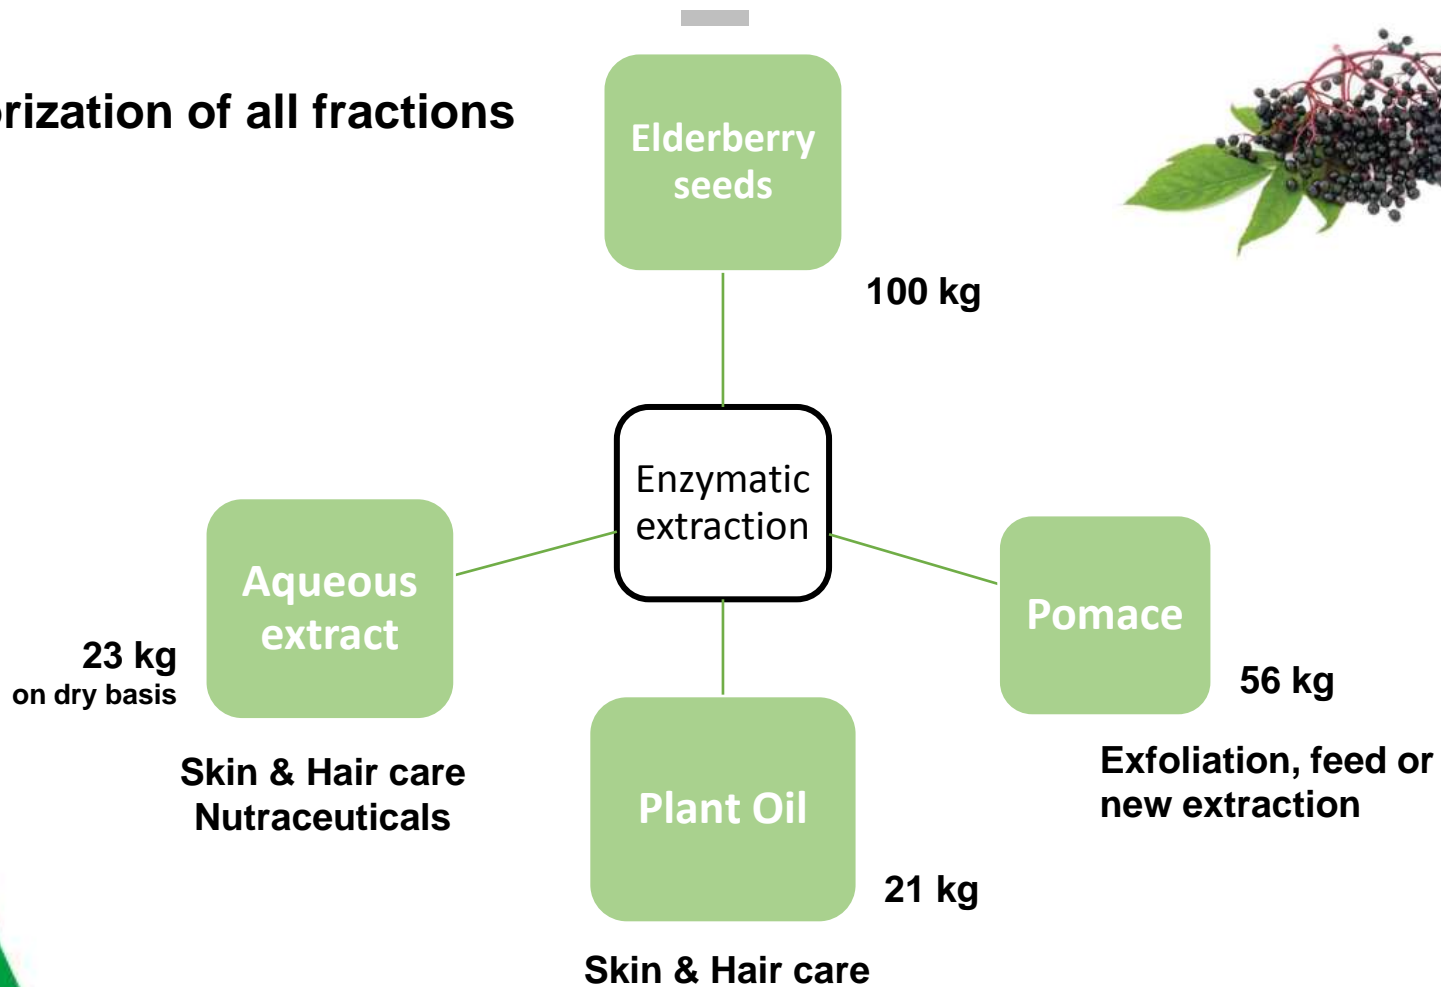 orization of all fractions
Elderberry
seeds
100 kg
Enzymatic
extraction
Aqueous
extract
23 kg
on dry basis
Skin & Hair care
Nutraceuticals
Plant Oil
21 kg
Skin & Hair care
Pomace
56 kg
Exfoliation, feed or
new extraction